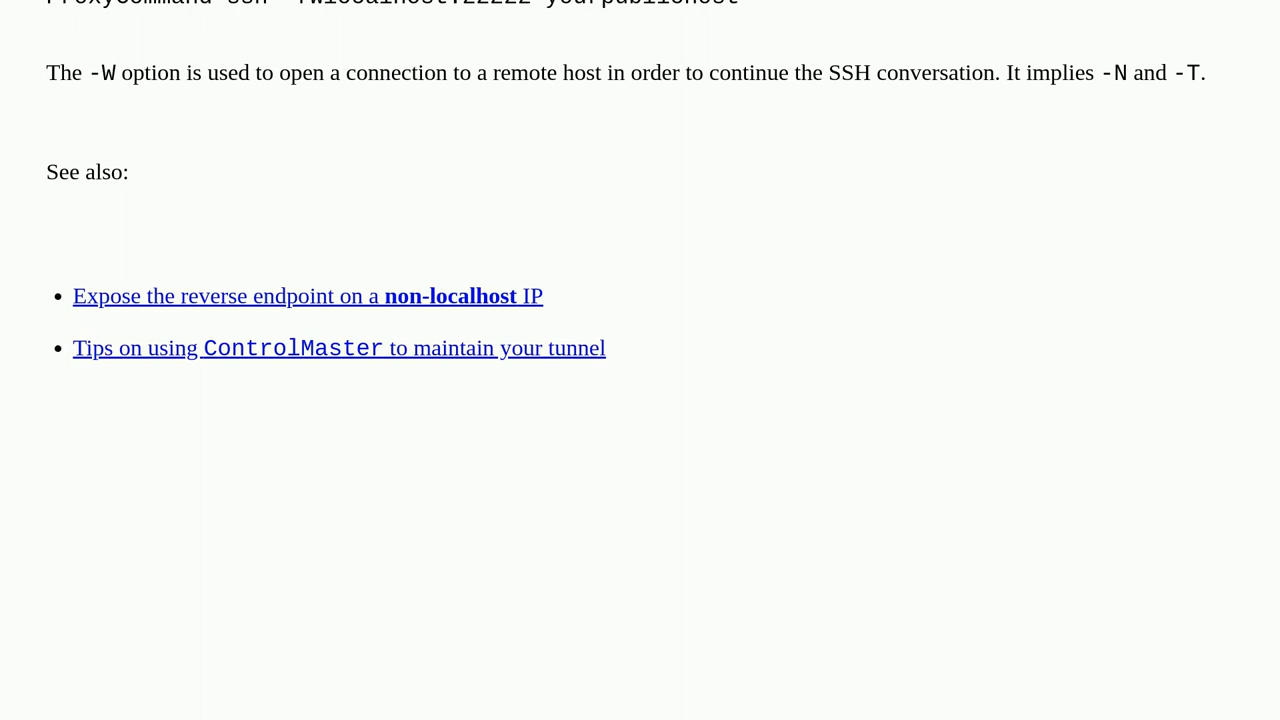 The -W option is used to open a connection to a remote host in order to continue the SSH conversation. It implies -N and -T.
See also:
• Expose the reverse endpoint on a non-localhost IP
• Tips on using ControlMaster to maintain your tunnel